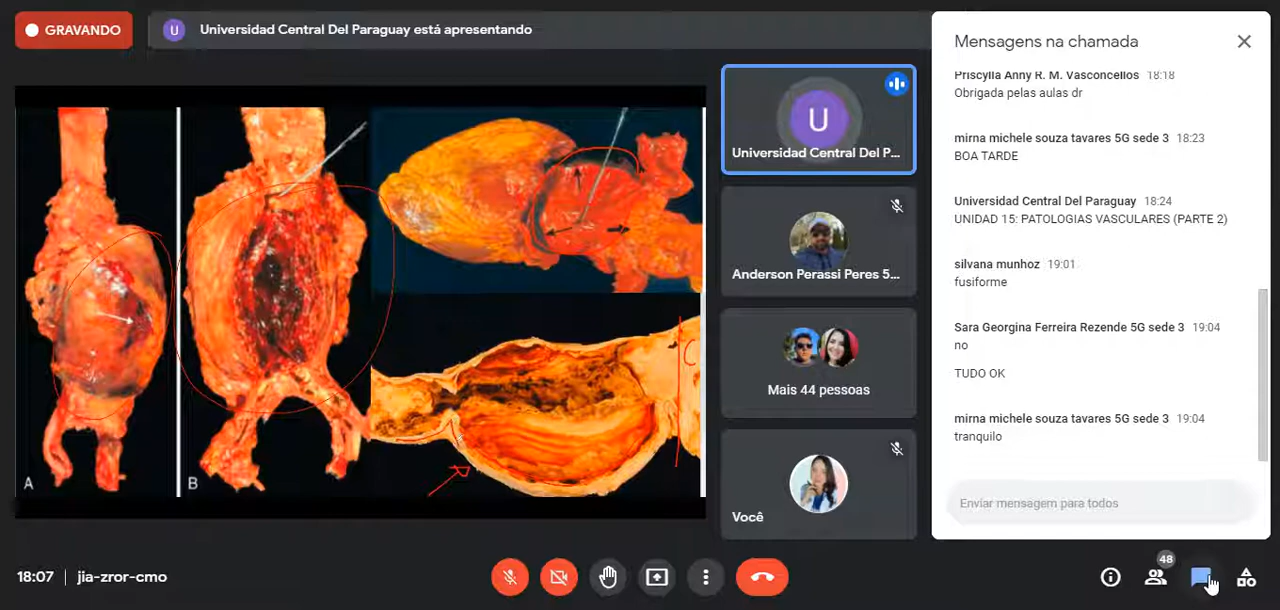 GRAVANDO
U
Universidad Central Del Paraguay está apresentando
A
B
U
Universidad Central Del P...
Anderson Perassi Peres 5...
Mais 44 pessoas
Você
Mensagens na chamada
Priscylla Anny R. M. Vasconcellos 18:18
Obrigada pelas aulas dr
mirna michele souza tavares 5G sede 3 18:23
BOA TARDE
Universidad Central Del Paraguay 18:24
UNIDAD 15: PATOLOGIAS VASCULARES (PARTE 2)
silvana munhoz 19:01
fusiforme
Sara Georgina Ferreira Rezende 5G sede 3 19:04
no
TUDO OK
mirna michele souza tavares 5G sede 3 19:04
tranquilo
Enviar mensagem para todos
18:07 | jia-zror-cmo
48